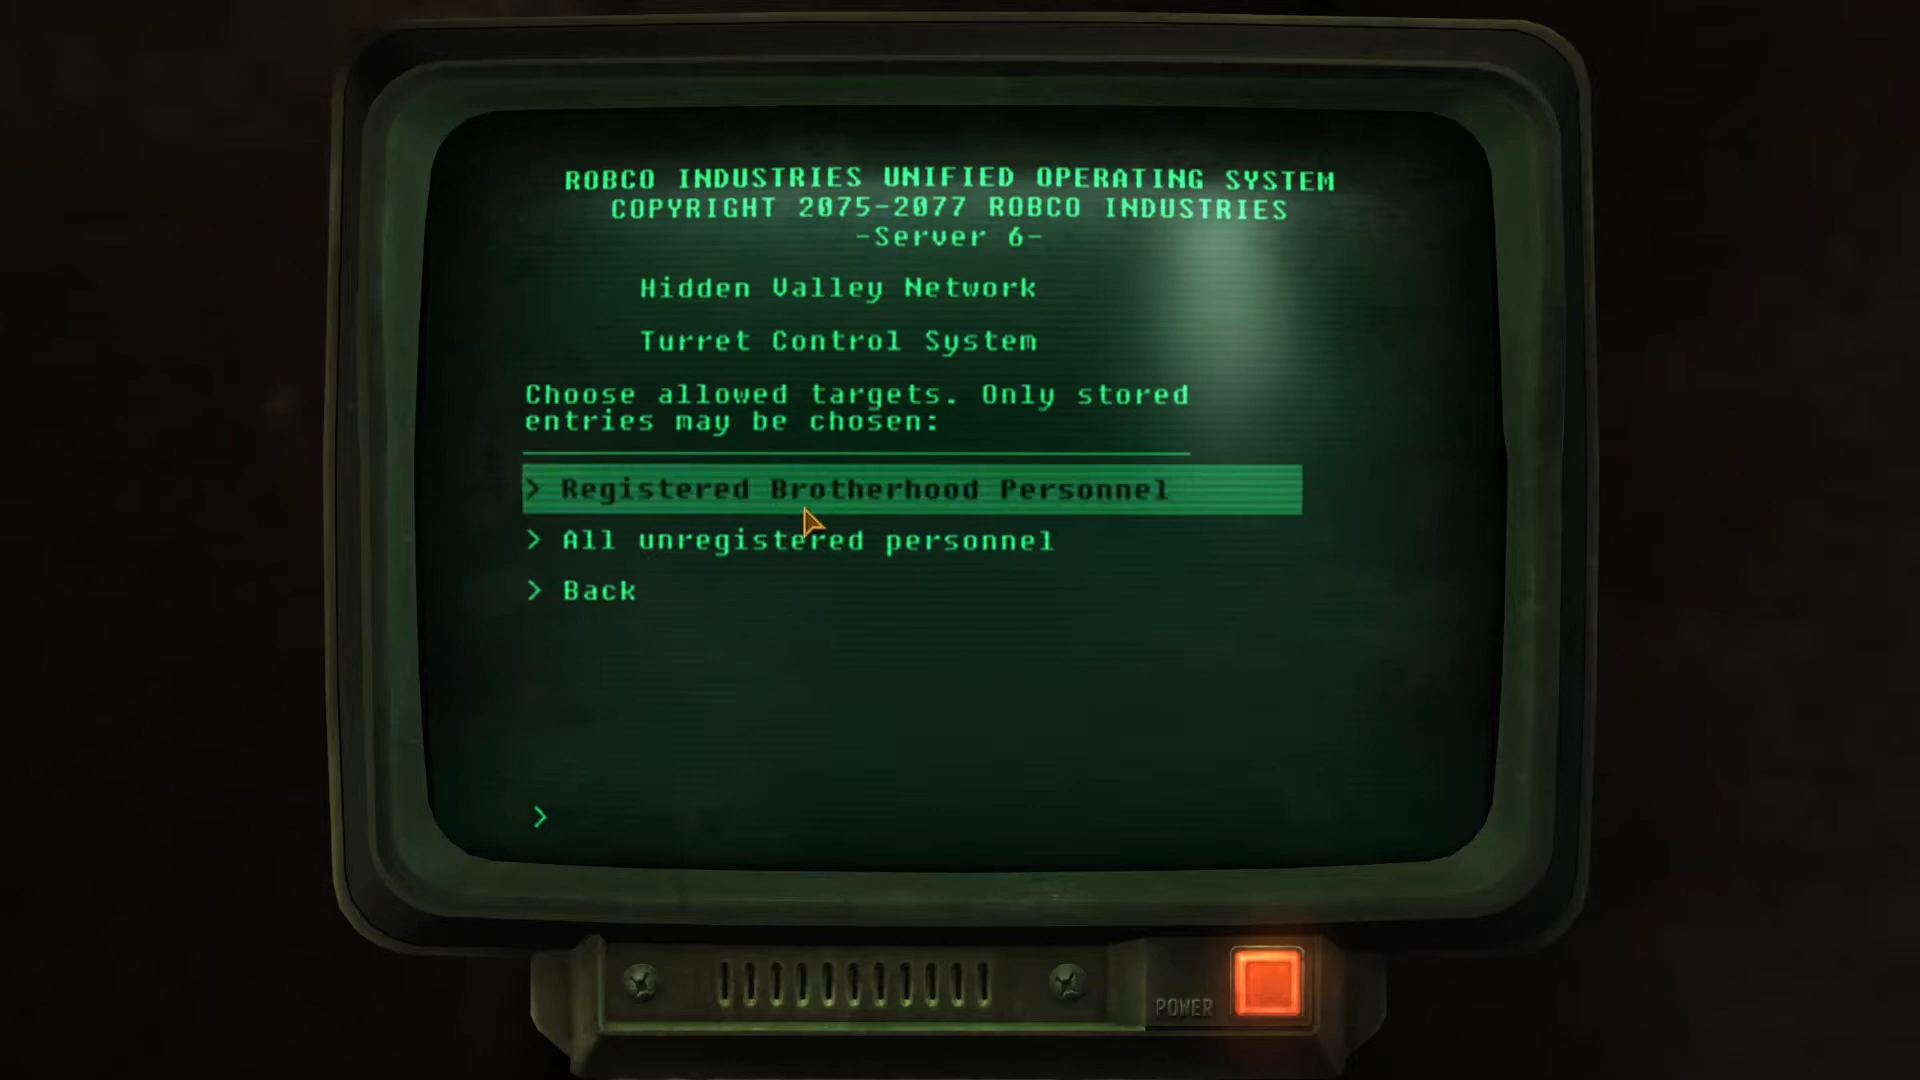 ROBCO INDUSTRIES UNIFIED OPERATING SYSTEM
COPYRIGHT 2075-2077 ROBCO INDUSTRIES
-Server 6-
Hidden Valley Network
Turret Control System
Choose allowed targets. Only stored
entries may be chosen:
> Registered Brotherhood Personnel
> All unregistered personnel
> Back
>
POWER